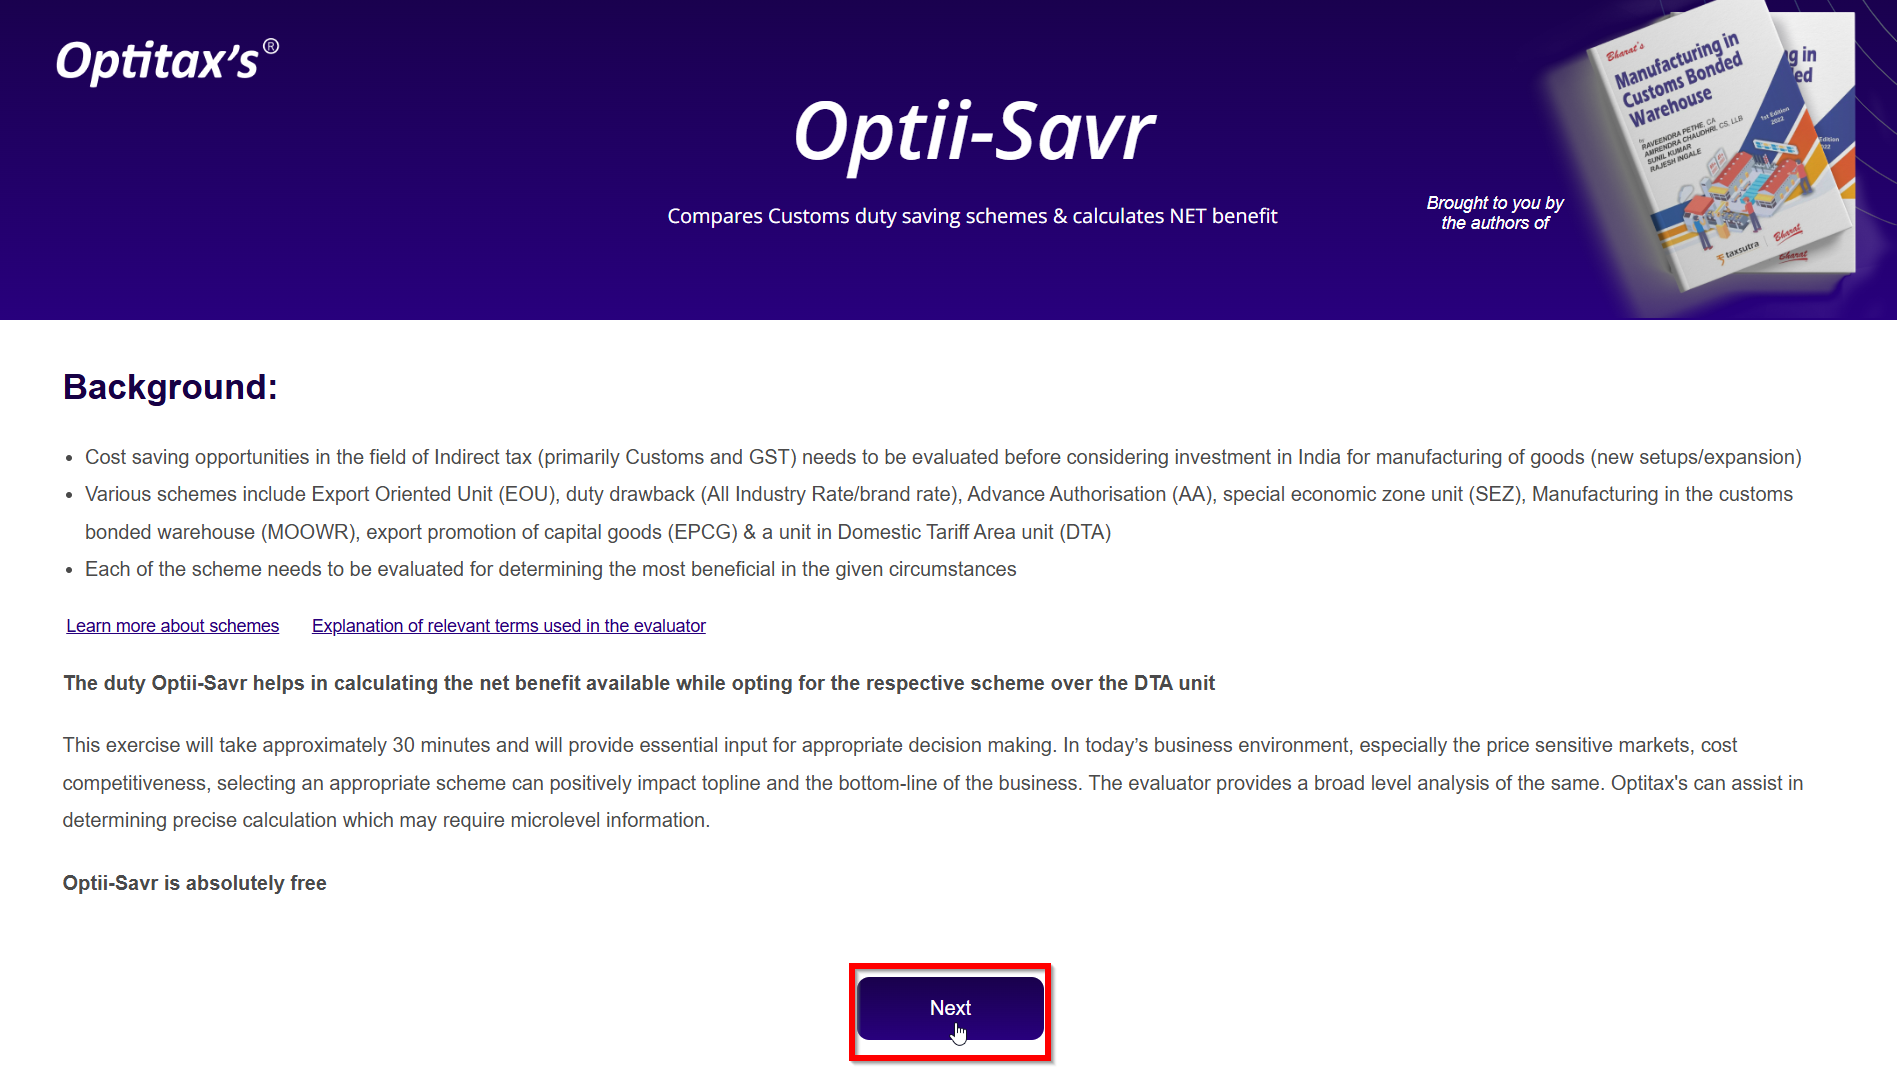 Optitax's®
Optii-Savr
Compares Customs duty saving schemes & calculates NET benefit
Brought to you by
the authors of
Bharat's
Manufacturing in
Customs Bonded
Warehouse
by
RAVEENDRA PETHE, CA
AMRENDRA CHAUDHRI, CS, LLB
SUNIL KUMAR
RAJESH INGALE
1st Edition
2022
taxsutra
Bharat
g in
ed
Edition
022
Bharat
Background:
• Cost saving opportunities in the field of Indirect tax (primarily Customs and GST) needs to be evaluated before considering investment in India for manufacturing of goods (new setups/expansion)
• Various schemes include Export Oriented Unit (EOU), duty drawback (All Industry Rate/brand rate), Advance Authorisation (AA), special economic zone unit (SEZ), Manufacturing in the customs
bonded warehouse (MOOWR), export promotion of capital goods (EPCG) & a unit in Domestic Tariff Area unit (DTA)
• Each of the scheme needs to be evaluated for determining the most beneficial in the given circumstances
Learn more about schemes Explanation of relevant terms used in the evaluator
The duty Optii-Savr helps in calculating the net benefit available while opting for the respective scheme over the DTA unit
This exercise will take approximately 30 minutes and will provide essential input for appropriate decision making. In today’s business environment, especially the price sensitive markets, cost
competitiveness, selecting an appropriate scheme can positively impact topline and the bottom-line of the business. The evaluator provides a broad level analysis of the same. Optitax's can assist in
determining precise calculation which may require microlevel information.
Optii-Savr is absolutely free
Next